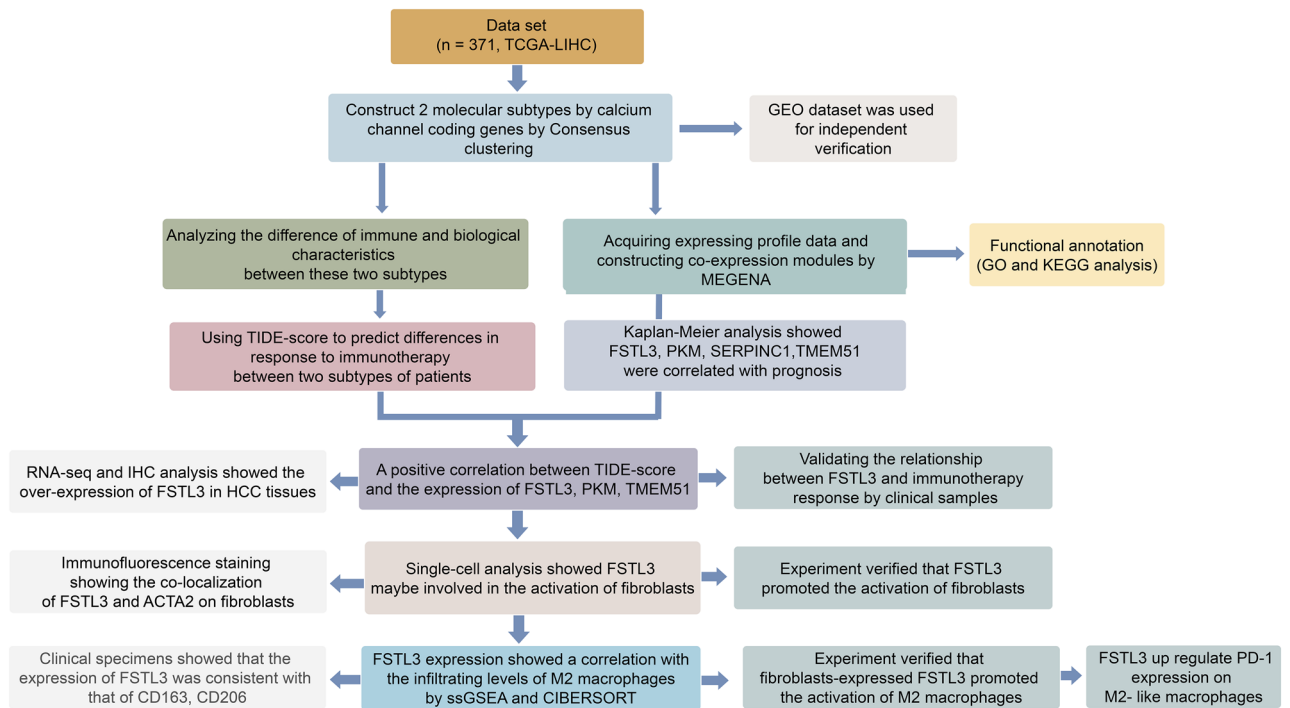 Data set
(n = 371, TCGA-LIHC)
Construct 2 molecular subtypes by calcium
channel coding genes by Consensus
clustering
GEO dataset was used
for independent
verification
Analyzing the difference of immune and biological
characteristics
between these two subtypes
Acquiring expressing profile data and
constructing co-expression modules by
MEGENA
Functional annotation
(GO and KEGG analysis)
Using TIDE-score to predict differences in
response to immunotherapy
between two subtypes of patients
Kaplan-Meier analysis showed
FSTL3, PKM, SERPINC1,TMEM51
were correlated with prognosis
RNA-seq and IHC analysis showed the
over-expression of FSTL3 in HCC tissues
A positive correlation between TIDE-score
and the expression of FSTL3, PKM, TMEM51
Validating the relationship
between FSTL3 and immunotherapy
response by clinical samples
Immunofluorescence staining
showing the co-localization
of FSTL3 and ACTA2 on fibroblasts
Single-cell analysis showed FSTL3
maybe involved in the activation of fibroblasts
Experiment verified that FSTL3
promoted the activation of fibroblasts
Clinical specimens showed that the
expression of FSTL3 was consistent with
that of CD163, CD206
FSTL3 expression showed a correlation with
the infiltrating levels of M2 macrophages
by ssGSEA and CIBERSORT
Experiment verified that
fibroblasts-expressed FSTL3 promoted
the activation of M2 macrophages
FSTL3 up regulate PD-1
expression on
M2- like macrophages